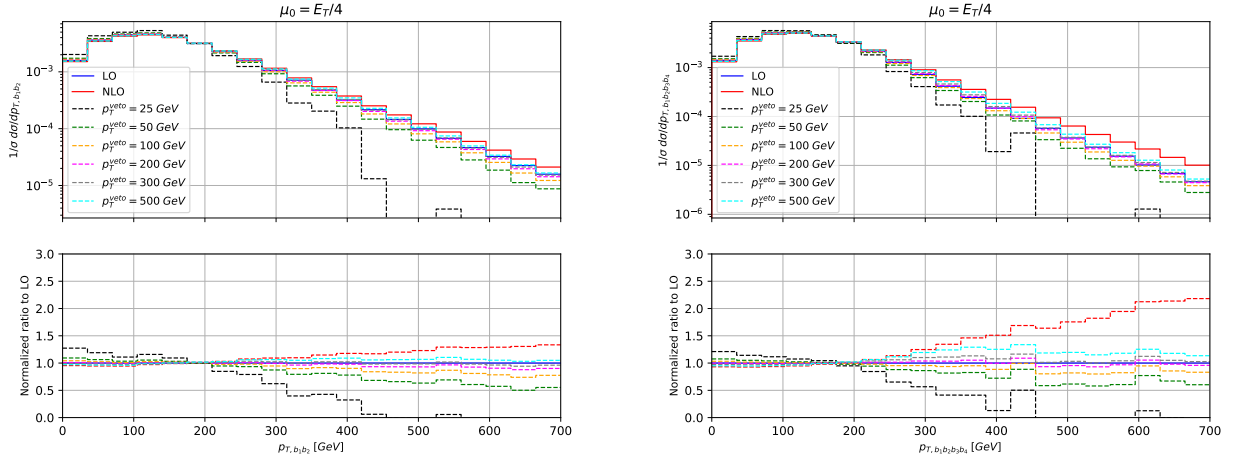 μ₀ = E_T/4
1/σ dσ/dp_{T, b₁b₂}
10⁻³
10⁻⁴
10⁻⁵
LO
NLO
p_T^{veto} = 25 GeV
p_T^{veto} = 50 GeV
p_T^{veto} = 100 GeV
p_T^{veto} = 200 GeV
p_T^{veto} = 300 GeV
p_T^{veto} = 500 GeV
Normalized ratio to LO
3.0
2.5
2.0
1.5
1.0
0.5
0.0
0 100 200 300 400 500 600 700
p_{T, b₁b₂} [GeV]
μ₀ = E_T/4
1/σ dσ/dp_{T, b₁b₂b₃b₄}
10⁻³
10⁻⁴
10⁻⁵
10⁻⁶
LO
NLO
p_T^{veto} = 25 GeV
p_T^{veto} = 50 GeV
p_T^{veto} = 100 GeV
p_T^{veto} = 200 GeV
p_T^{veto} = 300 GeV
p_T^{veto} = 500 GeV
Normalized ratio to LO
3.0
2.5
2.0
1.5
1.0
0.5
0.0
0 100 200 300 400 500 600 700
p_{T, b₁b₂b₃b₄} [GeV]